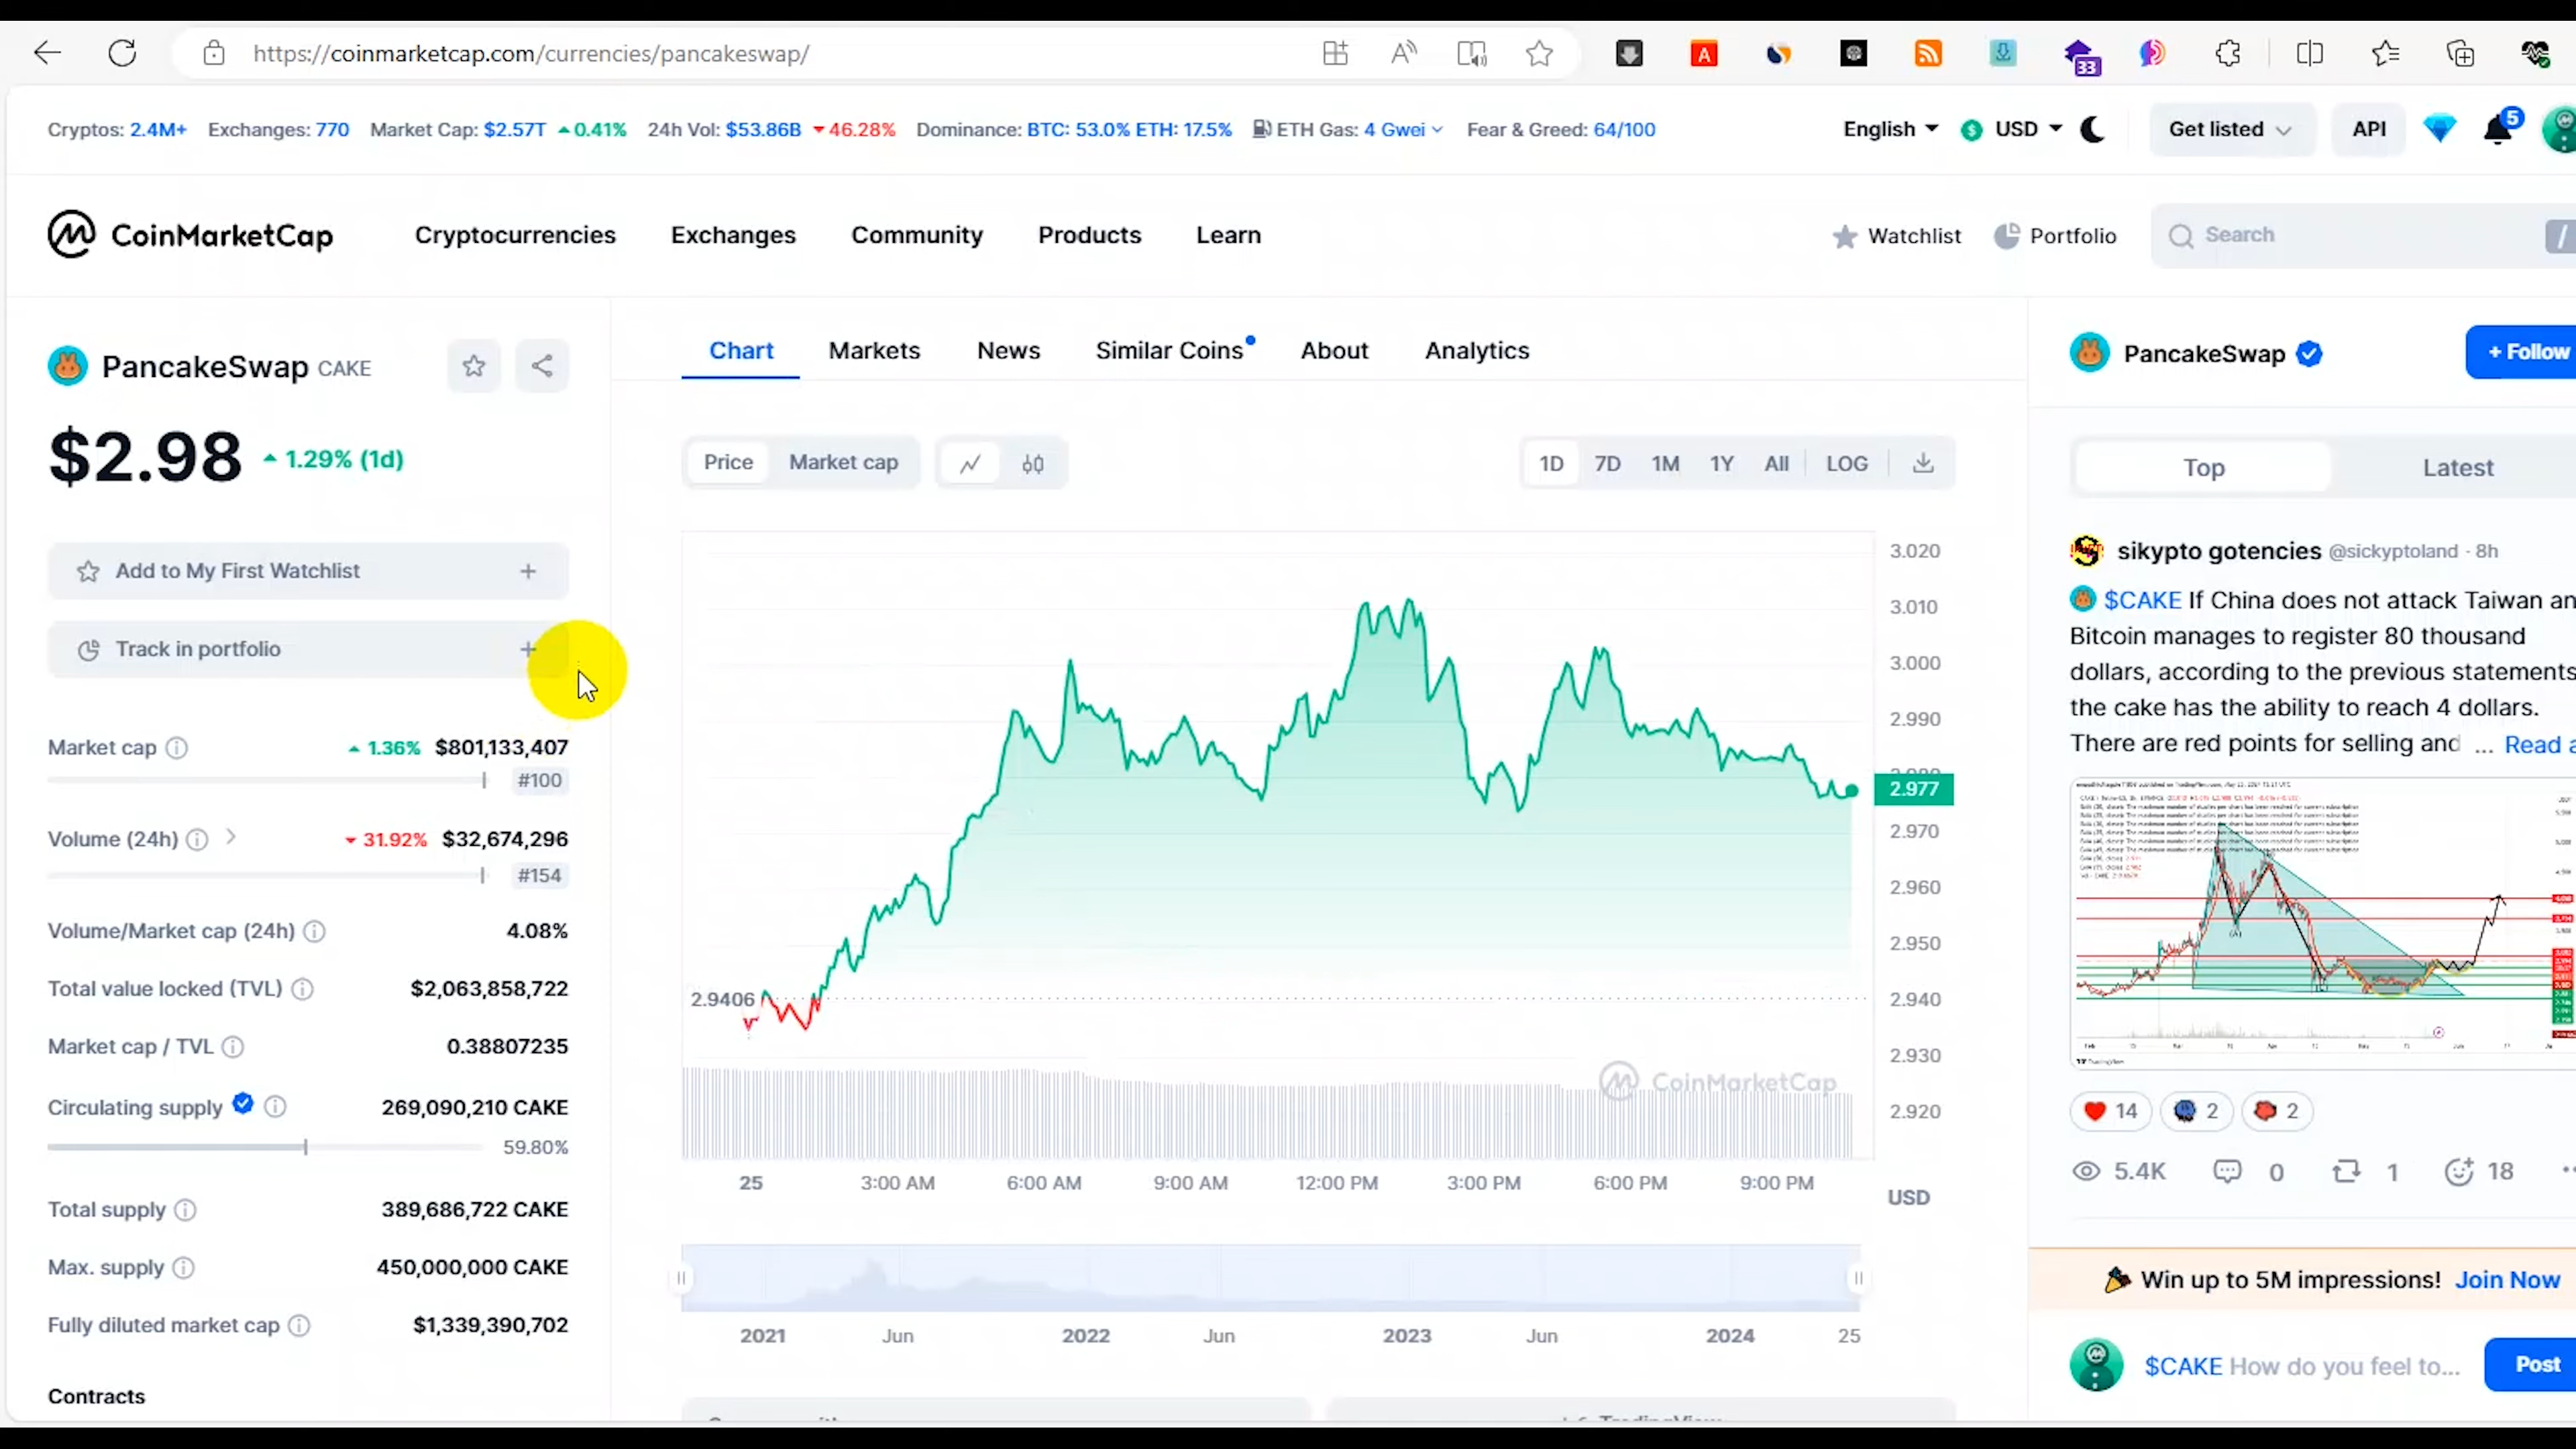 https://coinmarketcap.com/currencies/pancakeswap/
A
33
Cryptos: 2.4M+ Exchanges: 770 Market Cap: $2.57T 0.41% 24h Vol: $53.86B 46.28% Dominance: BTC: 53.0% ETH: 17.5% ETH Gas: 4 Gwei Fear & Greed: 64/100
English USD Get listed API 5
CoinMarketCap Cryptocurrencies Exchanges Community Products Learn Watchlist Portfolio Search /
PancakeSwap CAKE
$2.98 1.29% (1d)
Add to My First Watchlist +
Track in portfolio +
Market cap 1.36% $801,133,407
#100
Volume (24h) 31.92% $32,674,296
#154
Volume/Market cap (24h) 4.08%
Total value locked (TVL) $2,063,858,722
Market cap / TVL 0.38807235
Circulating supply 269,090,210 CAKE
59.80%
Total supply 389,686,722 CAKE
Max. supply 450,000,000 CAKE
Fully diluted market cap $1,339,390,702
Contracts
Chart Markets News Similar Coins About Analytics
Price Market cap 1D 7D 1M 1Y All LOG
3.020
3.010
3.000
2.990
2.977
2.970
2.960
2.950
2.9406 2.940
2.930
CoinMarketCap
2.920
25 3:00 AM 6:00 AM 9:00 AM 12:00 PM 3:00 PM 6:00 PM 9:00 PM
USD
2021 Jun 2022 Jun 2023 Jun 2024 25
PancakeSwap + Follow
Top Latest
sikypto gotencies @sickyptoland · 8h
$CAKE If China does not attack Taiwan an
Bitcoin manages to register 80 thousand
dollars, according to the previous statements
the cake has the ability to reach 4 dollars.
There are red points for selling and ... Read a
14 2 2
5.4K 0 1 18
Win up to 5M impressions! Join Now
$CAKE How do you feel to... Post